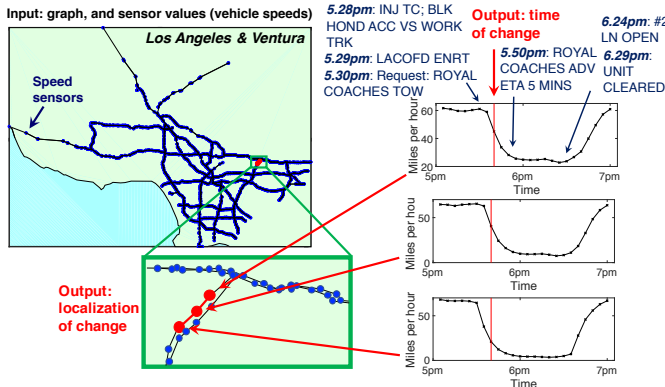 Input: graph, and sensor values (vehicle speeds)
Los Angeles & Ventura
Speed
sensors
5.28pm: INJ TC; BLK
HOND ACC VS WORK
TRK
5.29pm: LACOFD ENRT
5.30pm: Request: ROYAL
COACHES TOW
Output: time
of change
5.50pm: ROYAL
COACHES ADV
ETA 5 MINS
6.24pm: #2
LN OPEN
6.29pm:
UNIT
CLEARED
Miles per hour
60
40
20
5pm 6pm 7pm
Time
Miles per hou
50
0
5pm 6pm 7pm
Time
Miles per hour
50
0
5pm 6pm 7pm
Time
Output:
localization
of change